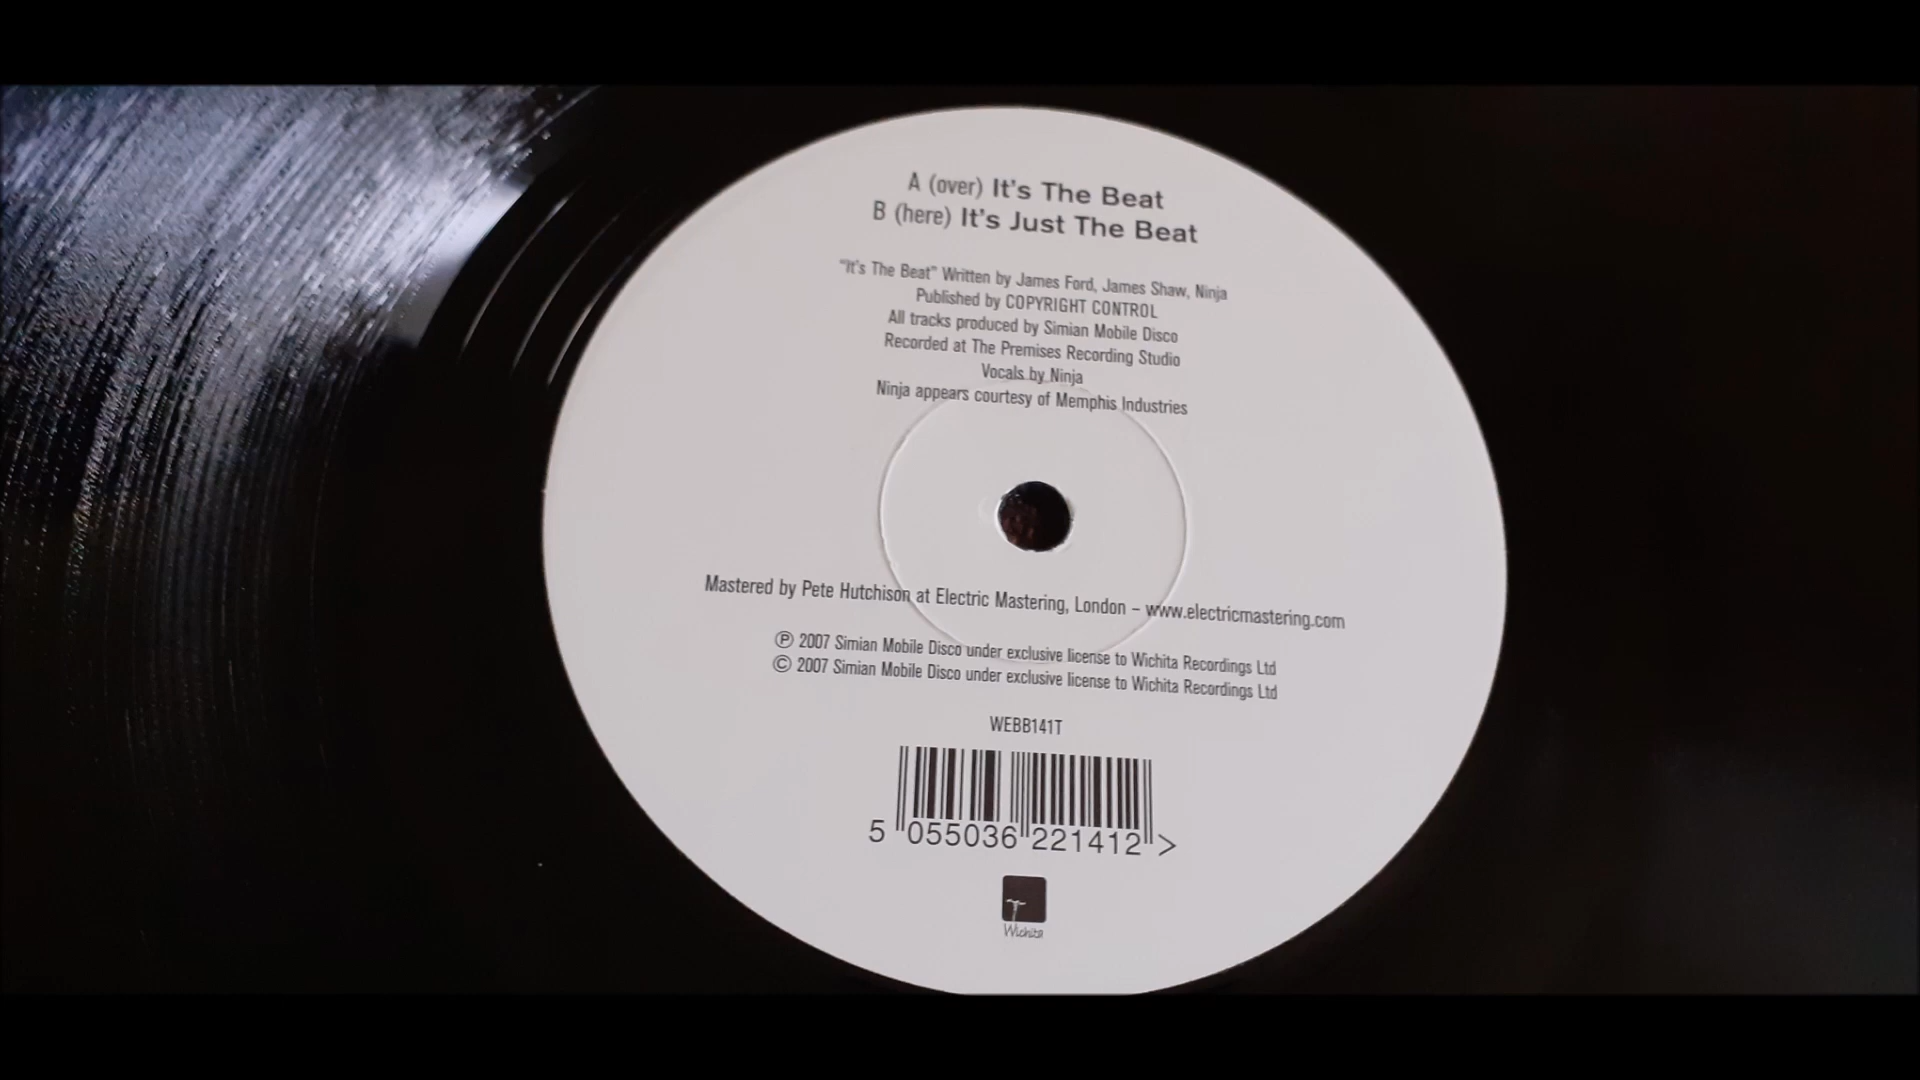 A (over) It's The Beat
B (here) It's Just The Beat
"It's The Beat" Written by James Ford, James Shaw, Ninja
Published by COPYRIGHT CONTROL
All tracks produced by Simian Mobile Disco
Recorded at The Premises Recording Studio
Vocals by Ninja
Ninja appears courtesy of Memphis Industries
Mastered by Pete Hutchison at Electric Mastering, London – www.electricmastering.com
℗ 2007 Simian Mobile Disco under exclusive license to Wichita Recordings Ltd
© 2007 Simian Mobile Disco under exclusive license to Wichita Recordings Ltd
WEBB141T
5 055036 221412 >
Wichita